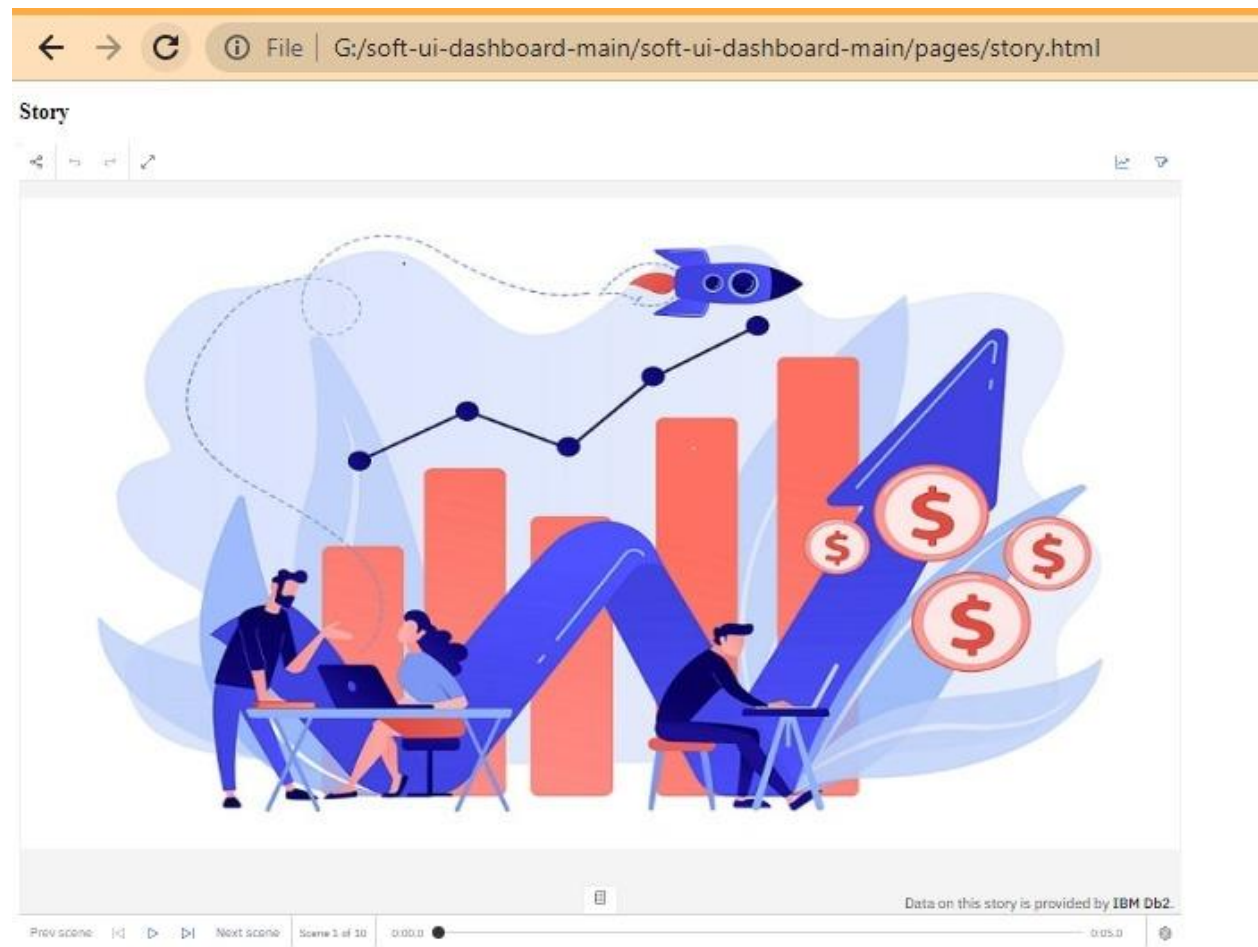 File | G:/soft-ui-dashboard-main/soft-ui-dashboard-main/pages/story.html
Story
$ $ $ $
Data on this story is provided by IBM Db2.
Prev scene Next scene Scene 1 of 10 0:00.0 0:05.0